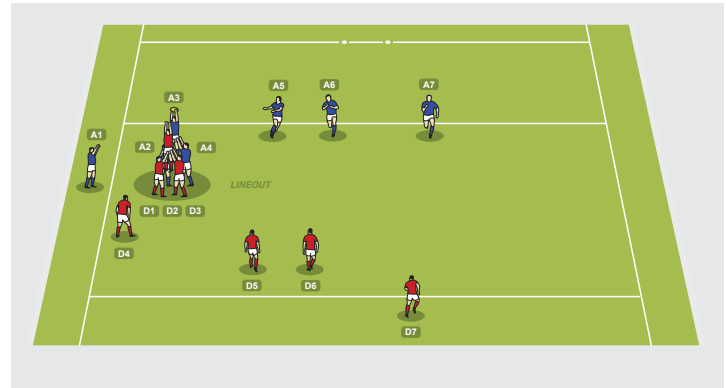 A5 A6 A7
A3
A1
A2 A4
LINEOUT
D1 D2 D3
D4
D5 D6
D7